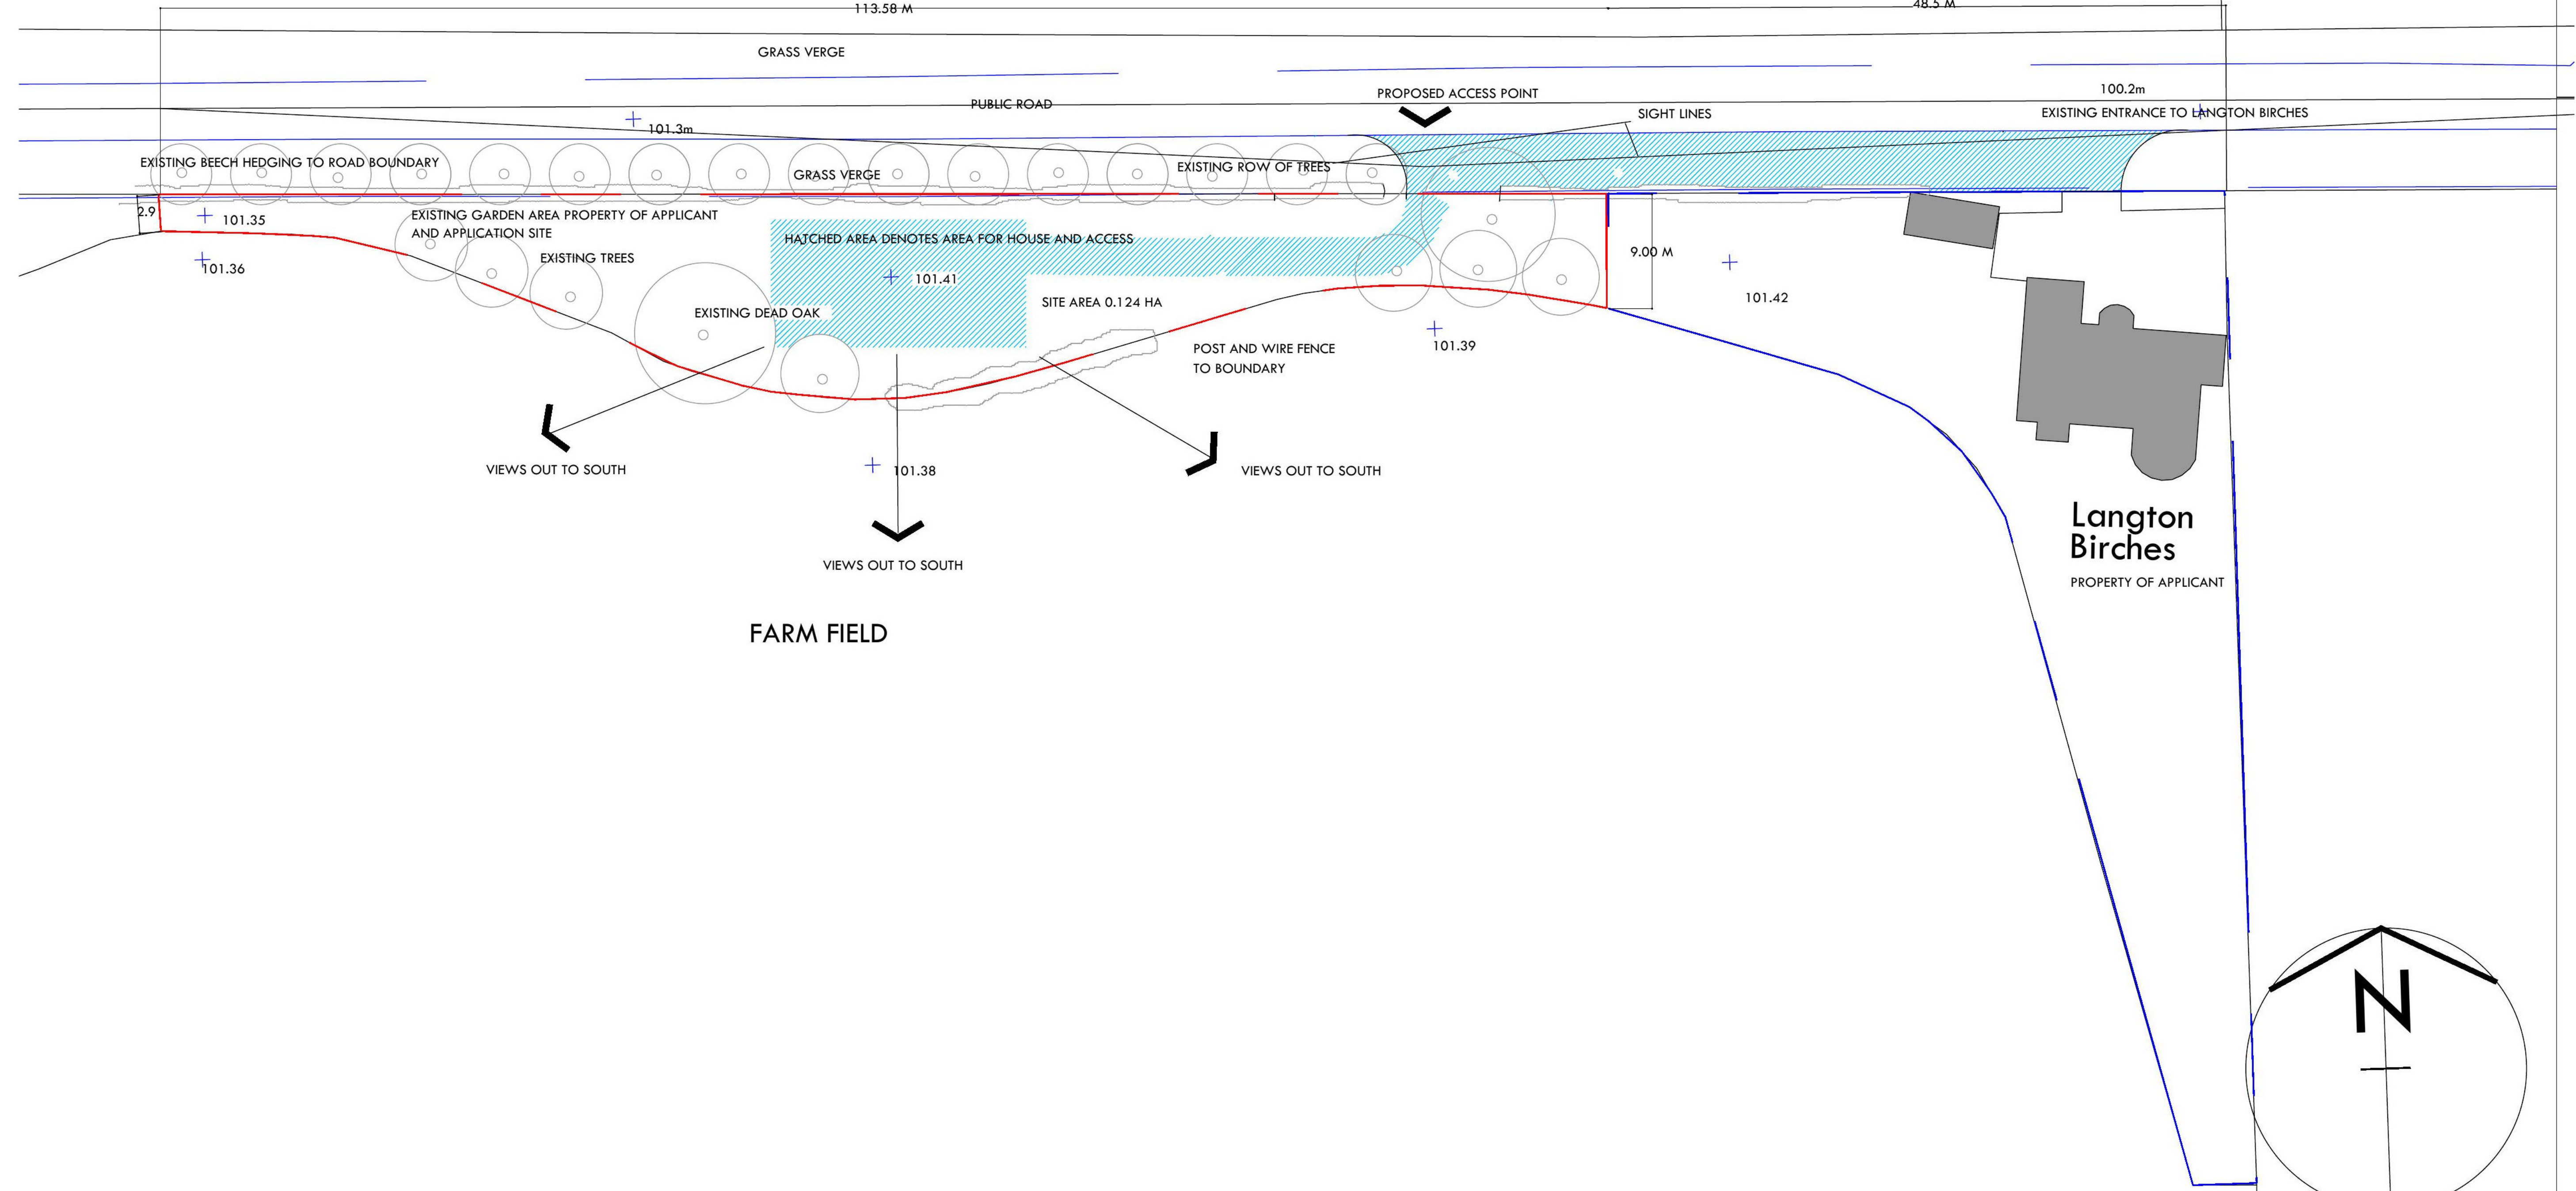 113.58 M
48.5 M
GRASS VERGE
100.2m
PROPOSED ACCESS POINT
PUBLIC ROAD
SIGHT LINES
EXISTING ENTRANCE TO LANGTON BIRCHES
101.3m
EXISTING BEECH HEDGING TO ROAD BOUNDARY
EXISTING ROW OF TREES
GRASS VERGE
2.9
101.35
EXISTING GARDEN AREA PROPERTY OF APPLICANT
AND APPLICATION SITE
HATCHED AREA DENOTES AREA FOR HOUSE AND ACCESS
9.00 M
EXISTING TREES
101.36
101.41
101.42
SITE AREA 0.124 HA
EXISTING DEAD OAK
101.39
POST AND WIRE FENCE
TO BOUNDARY
VIEWS OUT TO SOUTH
101.38
VIEWS OUT TO SOUTH
VIEWS OUT TO SOUTH
Langton
Birches
PROPERTY OF APPLICANT
FARM FIELD
N